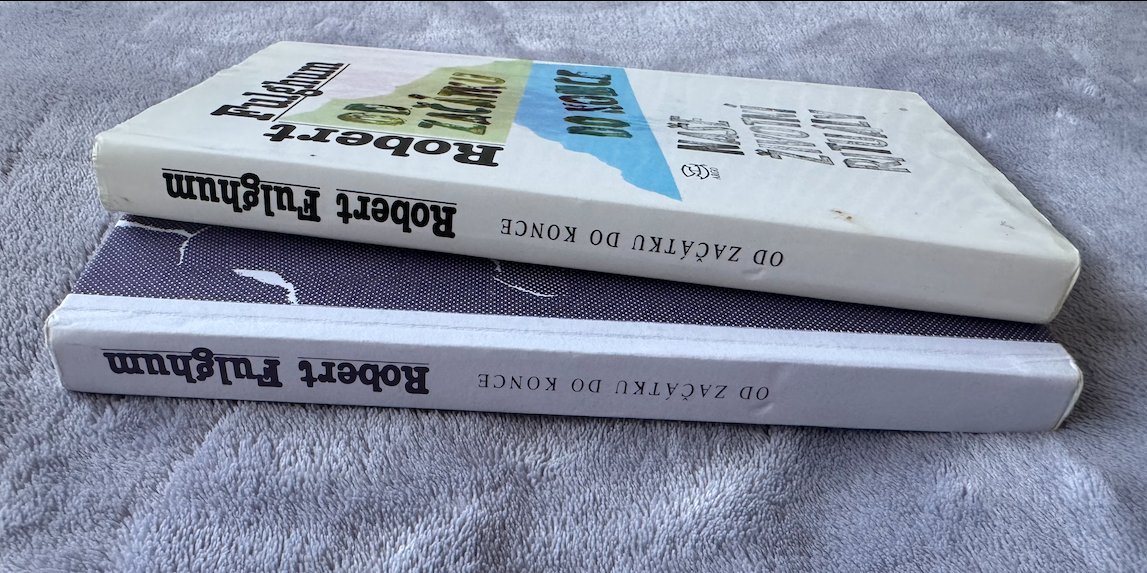 Robert
Fulghum
OD
ZAČÁTKU
DO KONCE
NAŠE
ŽIVOTNÍ
RITUÁLY
ARGO
Robert Fulghum
OD ZAČÁTKU DO KONCE
Robert Fulghum
OD ZAČÁTKU DO KONCE